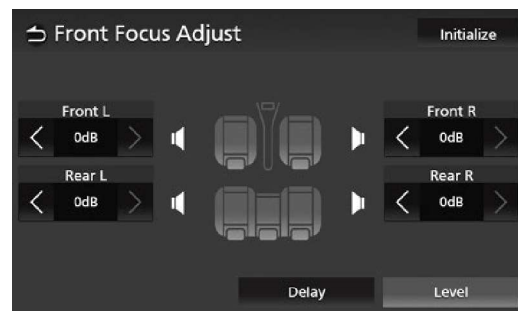 Front Focus Adjust
Initialize
Front L
0dB
Front R
0dB
Rear L
0dB
Rear R
0dB
Delay
Level